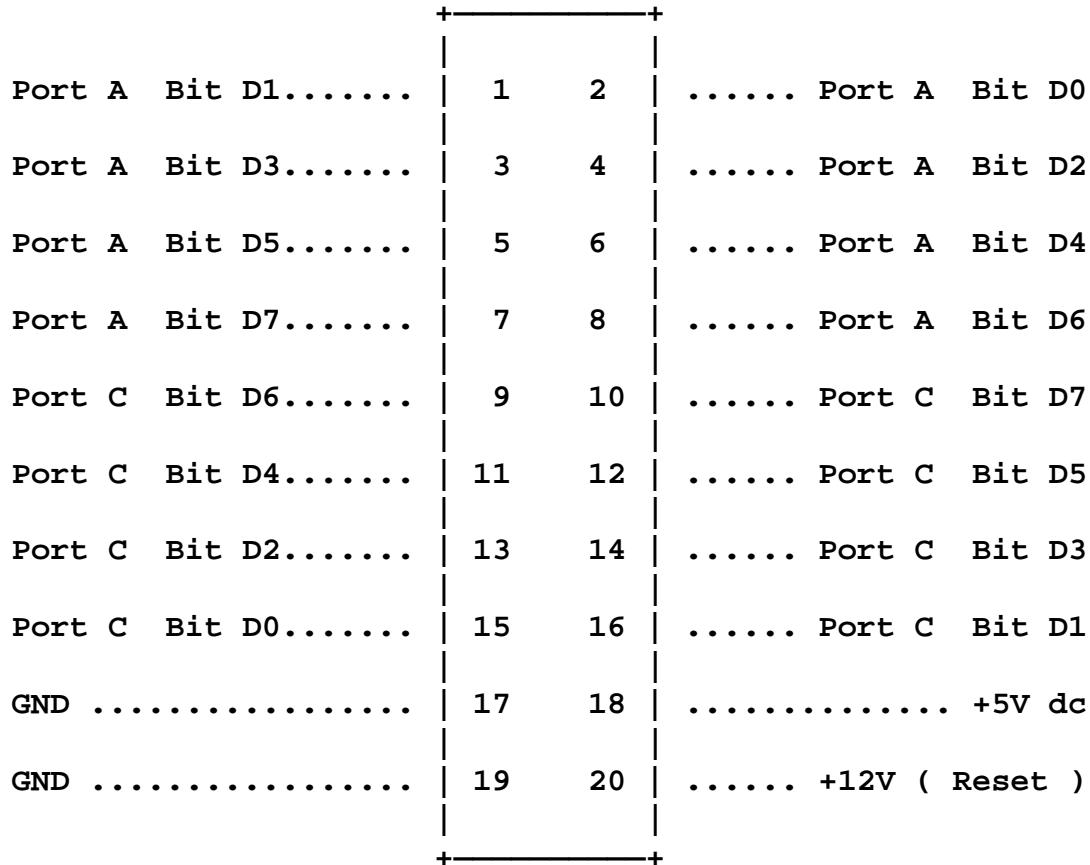 Port A Bit D1....... 1 2 ...... Port A Bit D0
Port A Bit D3....... 3 4 ...... Port A Bit D2
Port A Bit D5....... 5 6 ...... Port A Bit D4
Port A Bit D7....... 7 8 ...... Port A Bit D6
Port C Bit D6....... 9 10 ...... Port C Bit D7
Port C Bit D4....... 11 12 ...... Port C Bit D5
Port C Bit D2....... 13 14 ...... Port C Bit D3
Port C Bit D0....... 15 16 ...... Port C Bit D1
GND ................. 17 18 .............. +5V dc
GND ................. 19 20 ...... +12V ( Reset )